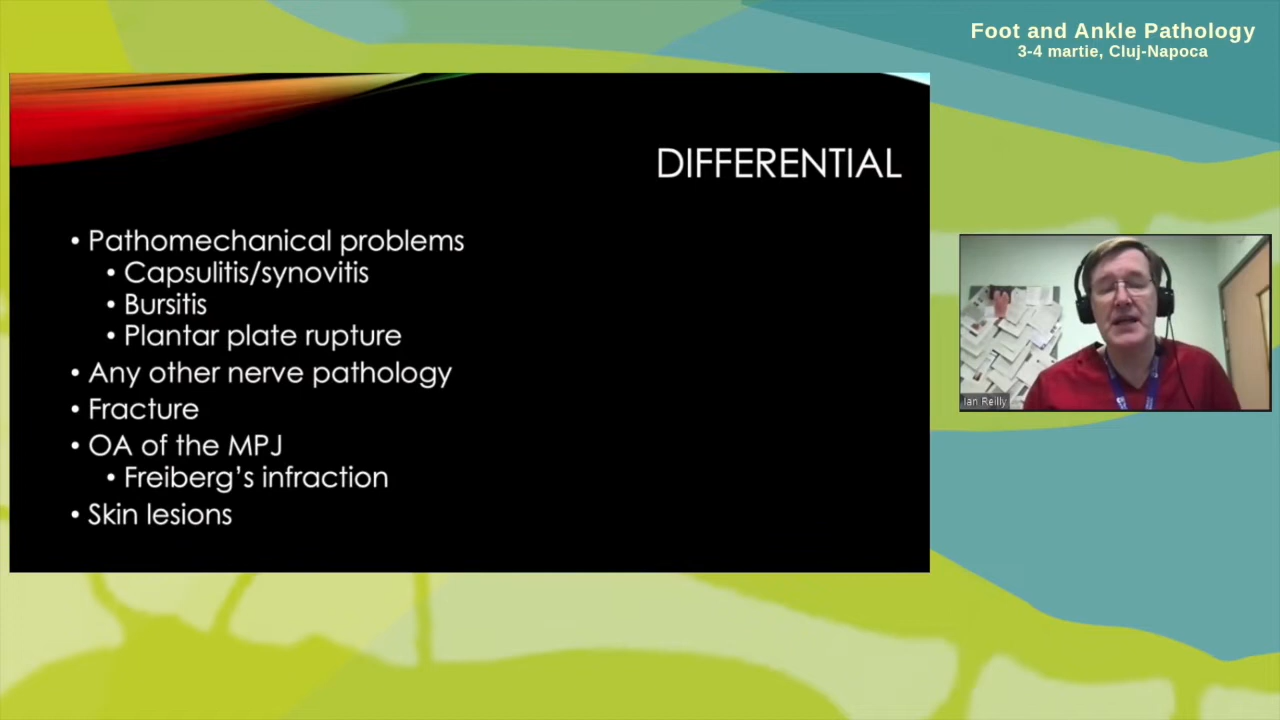 Foot and Ankle Pathology
3-4 martie, Cluj-Napoca
DIFFERENTIAL
• Pathomechanical problems
• Capsulitis/synovitis
• Bursitis
• Plantar plate rupture
• Any other nerve pathology
• Fracture
• OA of the MPJ
• Freiberg's infraction
• Skin lesions
Ian Reilly